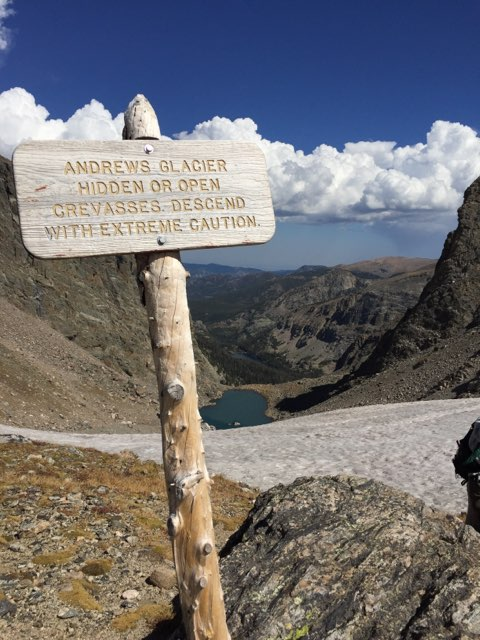 ANDREWS GLACIER
HIDDEN OR OPEN
CREVASSES DESCEND
WITH EXTREME CAUTION